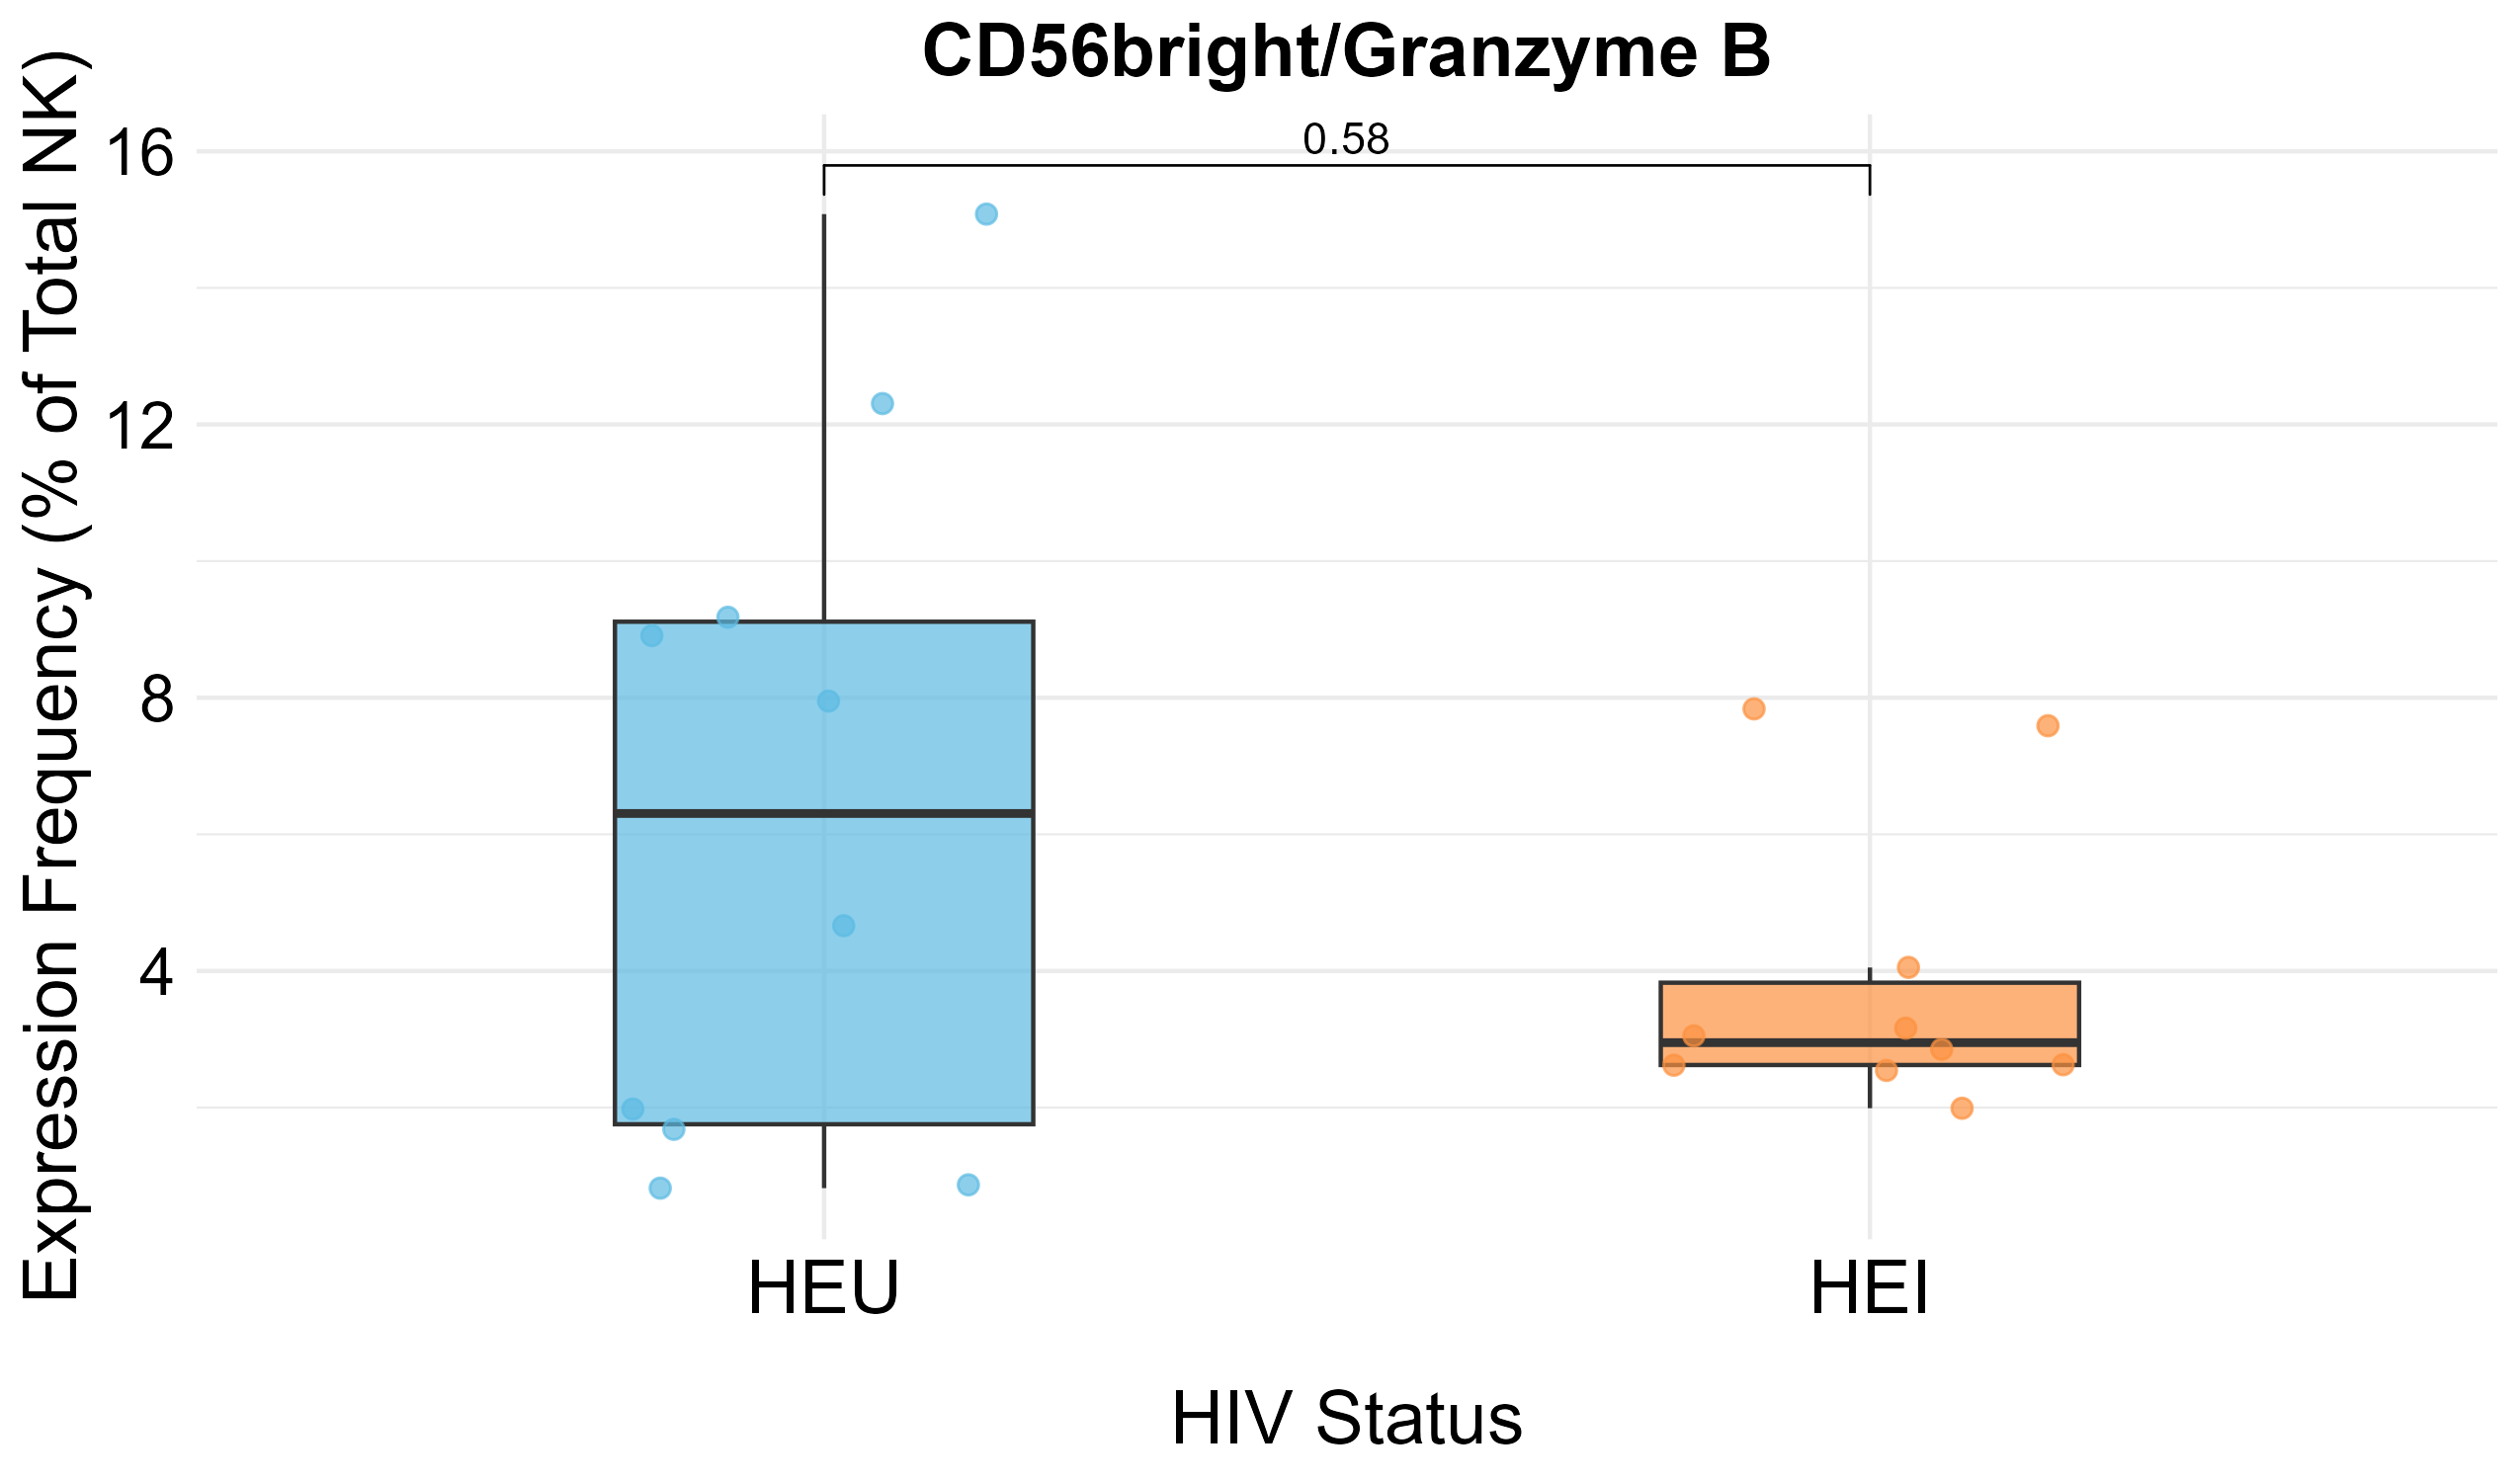 CD56bright/Granzyme B
Expression Frequency (% of Total NK)
16
12
8
4
0.58
HEU
HEI
HIV Status